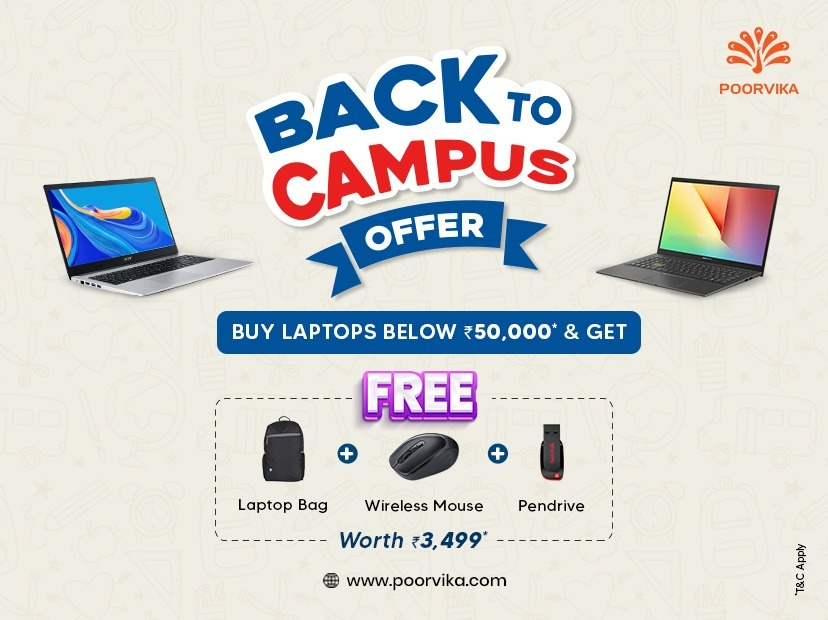 POORVIKA
BACK TO
CAMPUS
OFFER
BUY LAPTOPS BELOW ₹50,000* & GET
FREE
Laptop Bag + Wireless Mouse + Pendrive
Worth ₹3,499*
www.poorvika.com
*T&C Apply